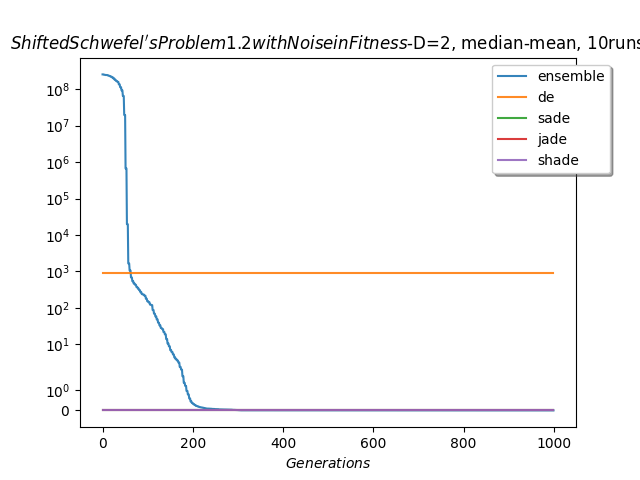 ShiftedSchwefel'sProblem1.2withNoiseinFitness-D=2, median-mean, 10runs
ensemble
de
sade
jade
shade
10^8
10^7
10^6
10^5
10^4
10^3
10^2
10^1
10^0
0
0 200 400 600 800 1000
Generations